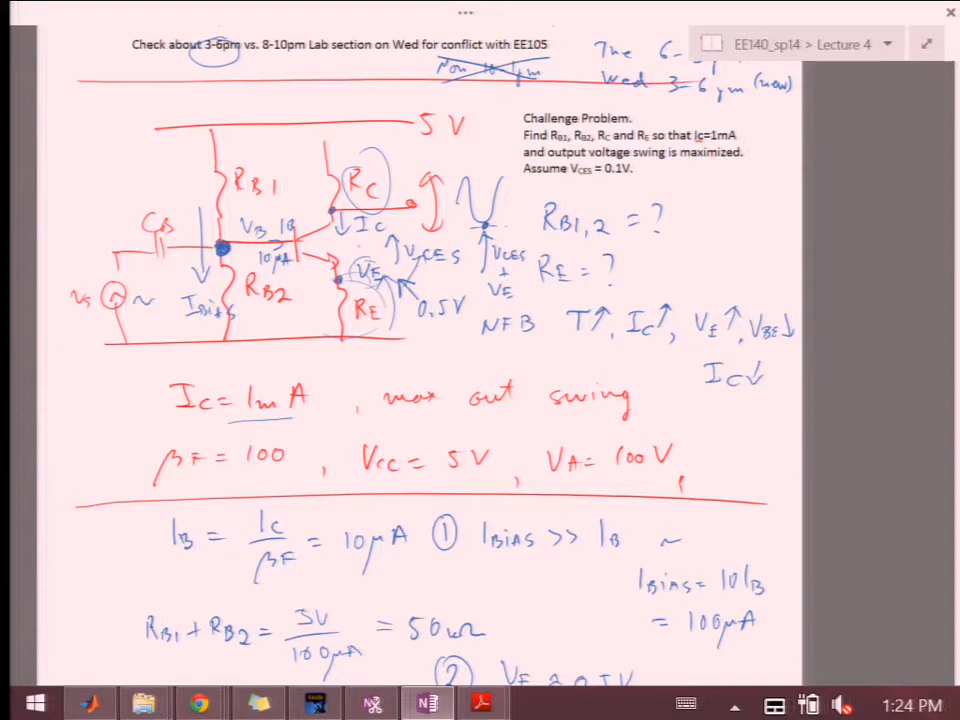 EE140_sp14 > Lecture 4
Check about 3-6pm vs. 8-10pm Lab section on Wed for conflict with EE105
Wed 3-6 pm (new)
Challenge Problem.
Find RB1, RB2, RC and RE so that Ic=1mA
and output voltage swing is maximized.
Assume VCES = 0.1V.
5 V
RB1
RC
CB
VB IB
10μA
IC
VS
~
IBias
RB2
VE
RE
VCES
0.5V
VCES
+
VE
RB1,2 = ?
RE = ?
NFB T↑, IC↑, VE↑, VBE↓
IC↓
IC = 1mA, max out swing
βF = 100, VCC = 5V, VA = 100V,
IB = IC/βF = 10μA ① IBIAS >> IB ~
IBIAS = 10IB
= 100μA
RB1 + RB2 = 5V/100μA = 50kΩ
②
1:24 PM